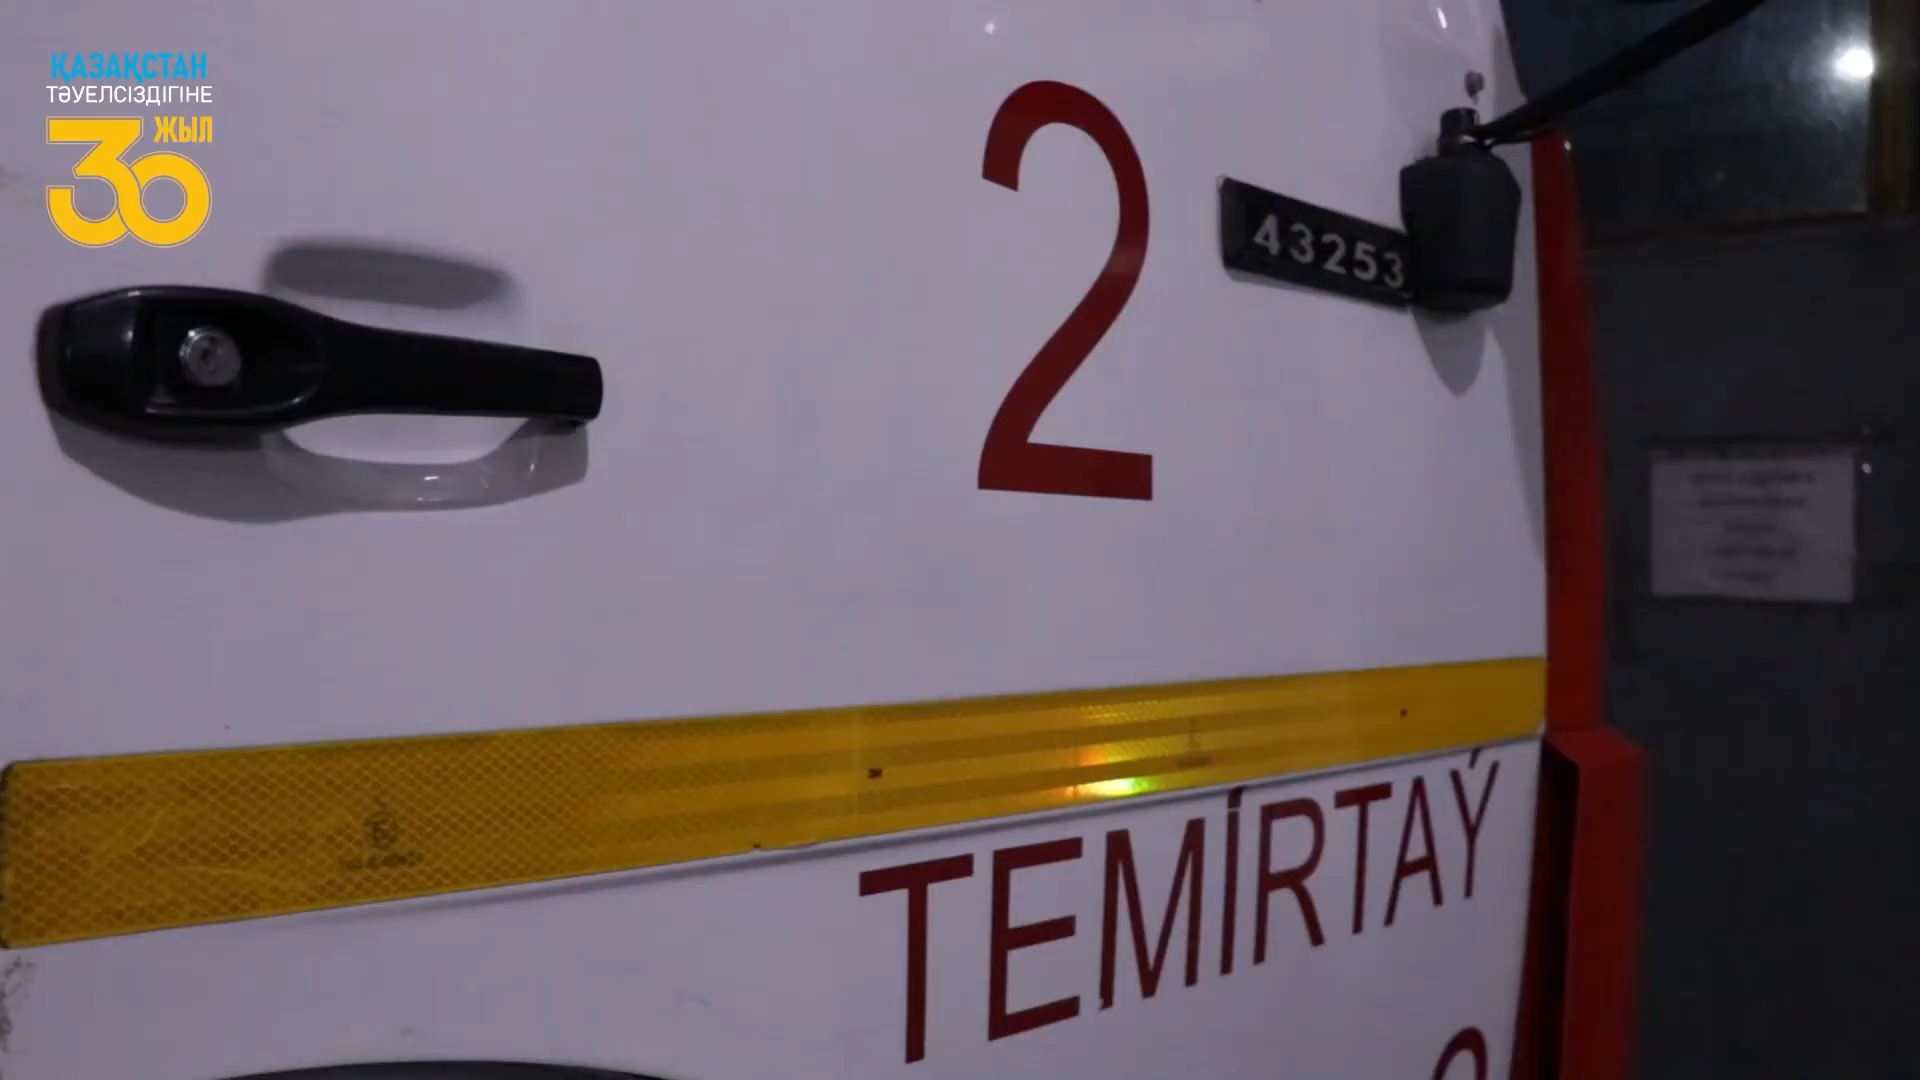 ҚАЗАҚСТАН
ТӘУЕЛСІЗДІГІНЕ
30 ЖЫЛ
2
43253
TEMİRTAÝ